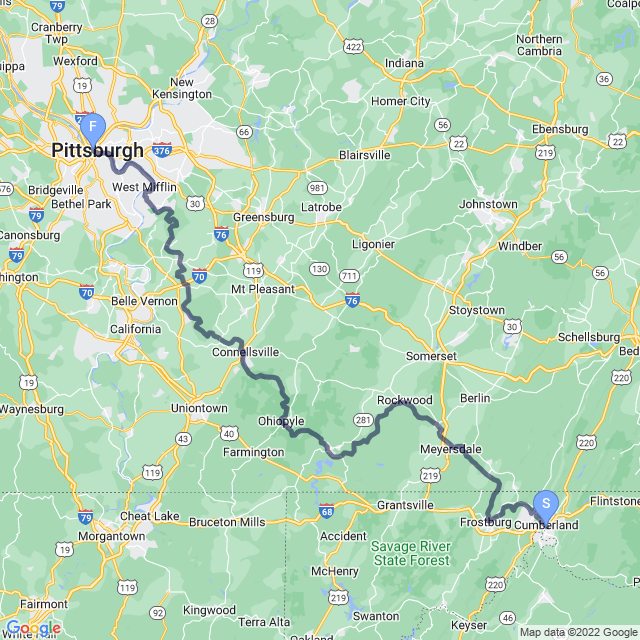 Cranberry
Twp
28
422
Northern
Cambria
Wexford
Indiana
uippa
19
New
Kensington
36
Homer City
56
Ebensburg
66
22
219
F
Pittsburgh
376
Blairsville
22
West Mifflin
981
Bridgeville
30
Latrobe
Johnstown
79
Bethel Park
Greensburg
Canonsburg
76
Ligonier
Windber
56
79
119
130
711
56
70
70
Mt Pleasant
76
Belle Vernon
Stoystown
30
California
Schellsburg
Connellsville
Somerset
19
220
Waynesburg
Uniontown
Rockwood
Berlin
43
Ohiopyle
281
40
Meyersdale
220
Farmington
119
219
79
Cheat Lake
68
Grantsville
S
Flintstone
Bruceton Mills
Frostburg
Cumberland
Morgantown
Accident
19
Savage River
State Forest
McHenry
220
79
92
219
46
Fairmont
Kingwood
Swanton
Keyser
Terra Alta
Google
Oakland
Map data ©2022 Google